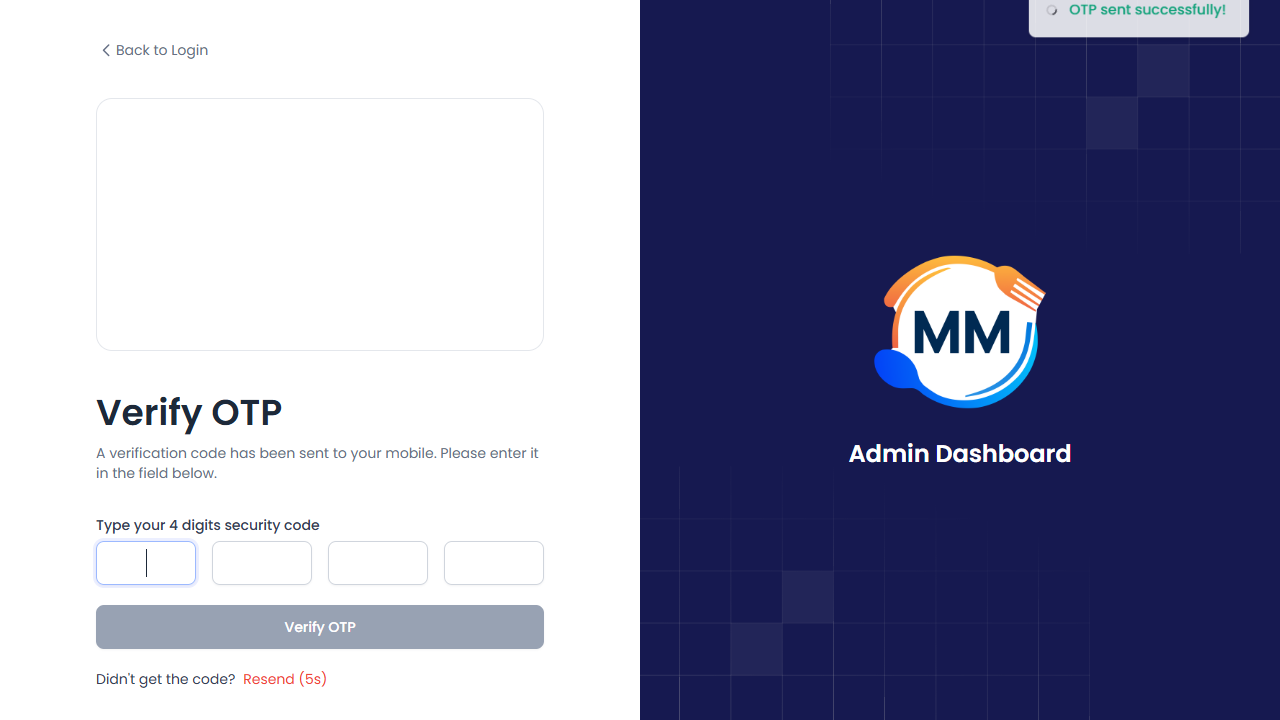 Back to Login
OTP sent successfully!
Verify OTP
A verification code has been sent to your mobile. Please enter it
in the field below.
Type your 4 digits security code
Verify OTP
Didn't get the code? Resend (5s)
MM
Admin Dashboard